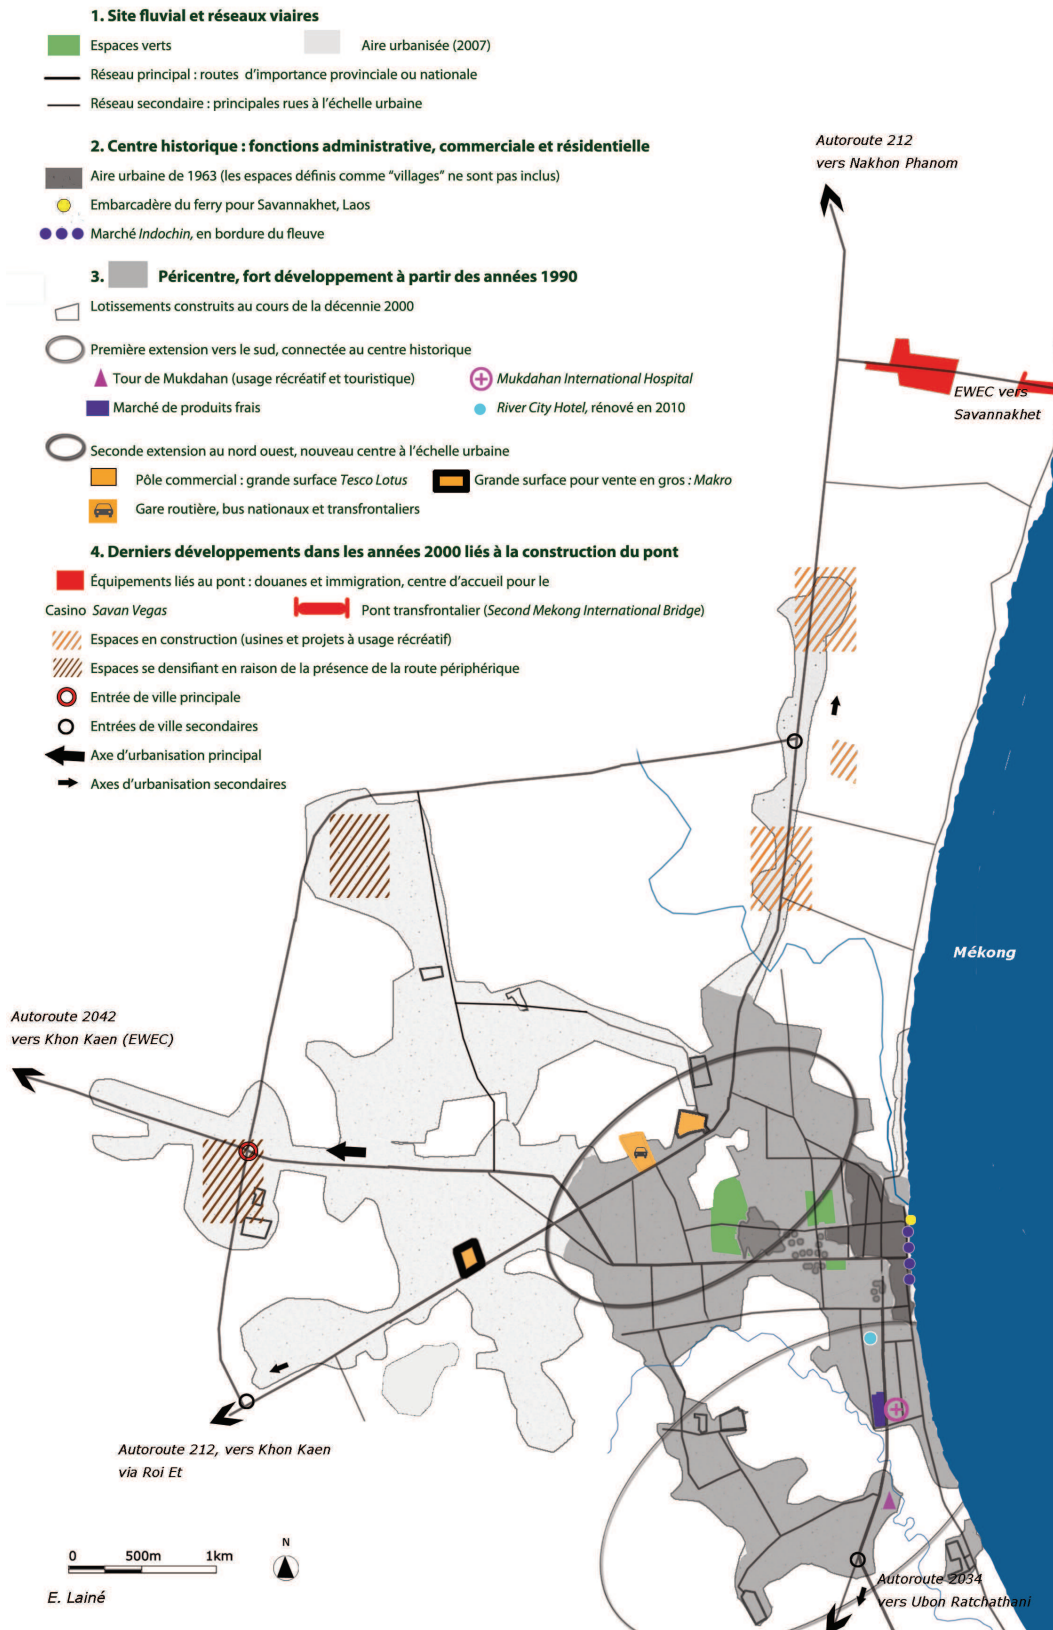 1. Site fluvial et réseaux viaires
Espaces verts
Aire urbanisée (2007)
Réseau principal : routes d'importance provinciale ou nationale
Réseau secondaire : principales rues à l'échelle urbaine
2. Centre historique : fonctions administrative, commerciale et résidentielle
Aire urbaine de 1963 (les espaces définis comme "villages" ne sont pas inclus)
Embarcadère du ferry pour Savannakhet, Laos
Marché Indochin, en bordure du fleuve
3. Péricentre, fort développement à partir des années 1990
Lotissements construits au cours de la décennie 2000
Première extension vers le sud, connectée au centre historique
Tour de Mukdahan (usage récréatif et touristique)
Mukdahan International Hospital
Marché de produits frais
River City Hotel, rénové en 2010
Seconde extension au nord ouest, nouveau centre à l'échelle urbaine
Pôle commercial : grande surface Tesco Lotus
Grande surface pour vente en gros : Makro
Gare routière, bus nationaux et transfrontaliers
4. Derniers développements dans les années 2000 liés à la construction du pont
Équipements liés au pont : douanes et immigration, centre d'accueil pour le
Casino Savan Vegas
Pont transfrontalier (Second Mekong International Bridge)
Espaces en construction (usines et projets à usage récréatif)
Espaces se densifiant en raison de la présence de la route périphérique
Entrée de ville principale
Entrées de ville secondaires
Axe d'urbanisation principal
Axes d'urbanisation secondaires
Autoroute 212
vers Nakhon Phanom
EWEC vers
Savannakhet
Mékong
Autoroute 2042
vers Khon Kaen (EWEC)
Autoroute 212, vers Khon Kaen
via Roi Et
Autoroute 2034
vers Ubon Ratchathani
0 500m 1km
N
E. Lainé